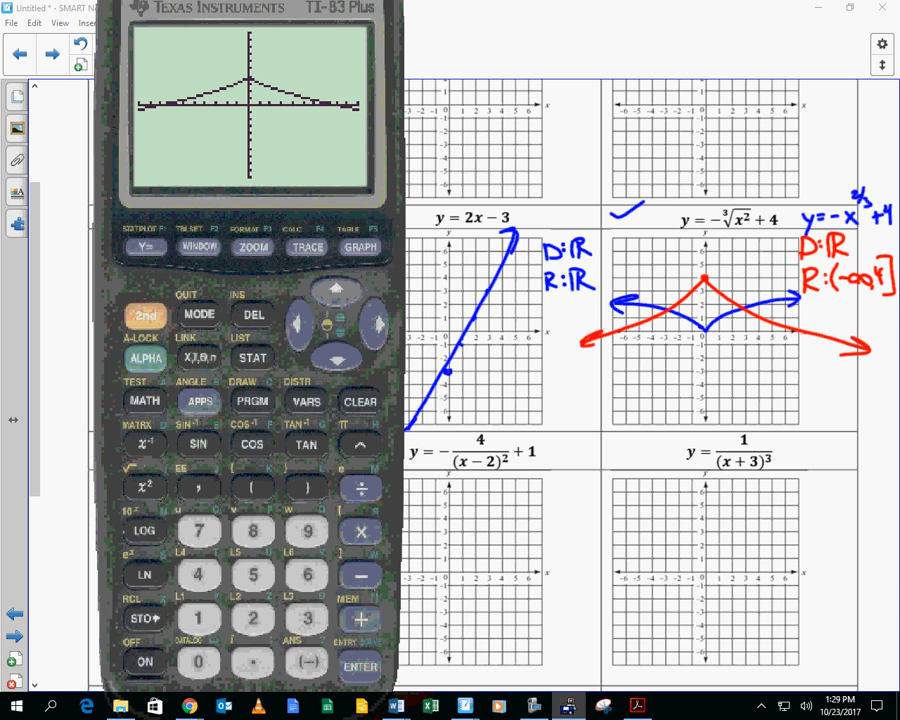 Untitled * - SMART No
File Edit View Inser
TEXAS INSTRUMENTS TI-83 Plus
STAT PLOT F1 TBLSET F2 FORMAT F3 CALC F4 TABLE F5
Y= WINDOW ZOOM TRACE GRAPH
QUIT INS
2nd MODE DEL
A-LOCK LINK LIST
ALPHA X,T,θ,n STAT
TEST A ANGLE B DRAW C DISTR
MATH APPS PRGM VARS CLEAR
MATRX D SIN⁻¹ E COS⁻¹ F TAN⁻¹ G π H
x⁻¹ SIN COS TAN ^
√ I EE J { K } L e M
x² , ( ) ÷
10ˣ N u O v P w Q [ R
LOG 7 8 9 ×
eˣ S L4 T L5 U L6 V ] W
LN 4 5 6 −
RCL X L1 Y L2 Z L3 θ MEM "
STO▸ 1 2 3 +
OFF CATALOG i : ANS ? ENTRY SOLVE
ON 0 . (−) ENTER
y = 2x − 3
D: ℝ
R: ℝ
y = −∛x² + 4
y = −x^2/3 + 4
D: ℝ
R: (−∞, 4]
y = − 4/(x − 2)² + 1
y = 1/(x + 3)³
1:29 PM
10/23/2017